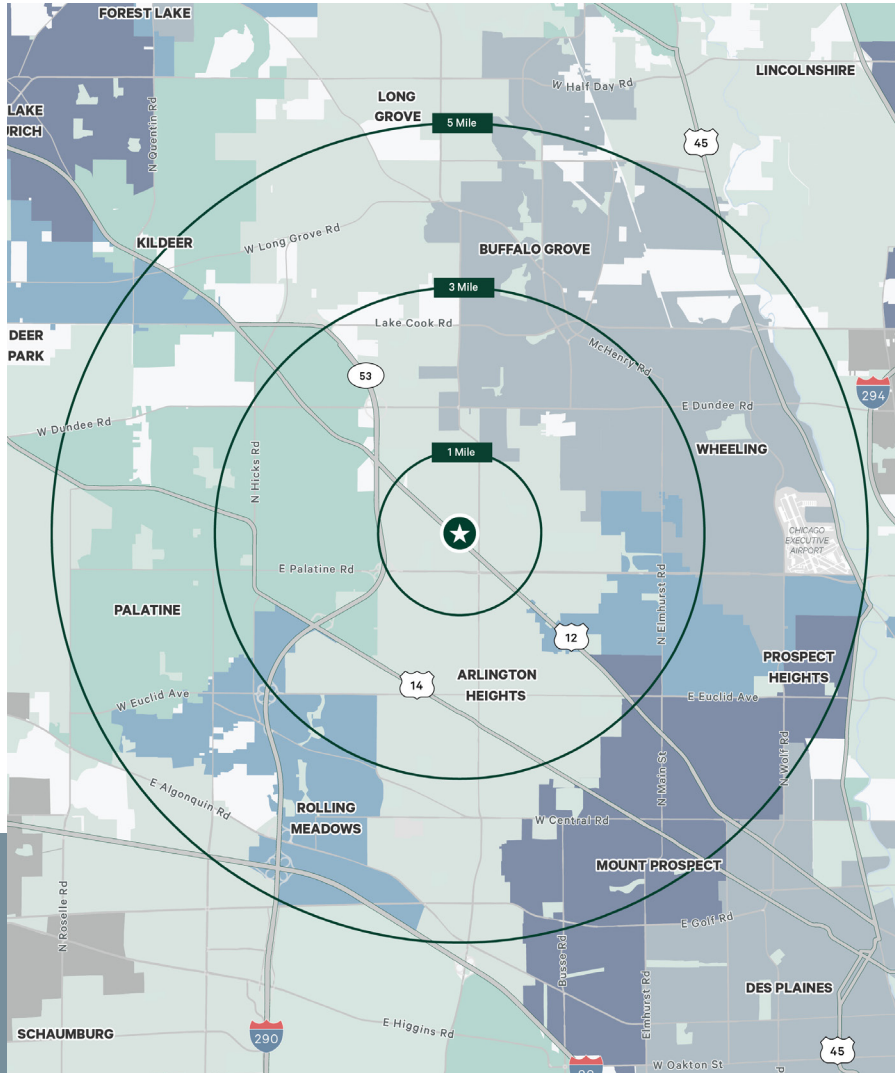 FOREST LAKE
LINCOLNSHIRE
W Half Day Rd
LONG
GROVE
LAKE
N Quentin Rd
5 Mile
45
KILDEER
W Long Grove Rd
BUFFALO GROVE
3 Mile
Lake Cook Rd
DEER
PARK
McHenry Rd
53
294
E Dundee Rd
W Dundee Rd
N Hicks Rd
1 Mile
WHEELING
CHICAGO
EXECUTIVE
AIRPORT
E Palatine Rd
N Elmhurst Rd
PALATINE
12
PROSPECT
HEIGHTS
ARLINGTON
HEIGHTS
14
W Euclid Ave
E Euclid Ave
N Wolf Rd
N Main St
E Algonquin Rd
ROLLING
MEADOWS
W Central Rd
MOUNT PROSPECT
N Roselle Rd
E Golf Rd
Busse Rd
Elmhurst Rd
DES PLAINES
SCHAUMBURG
290
E Higgins Rd
45
W Oakton St